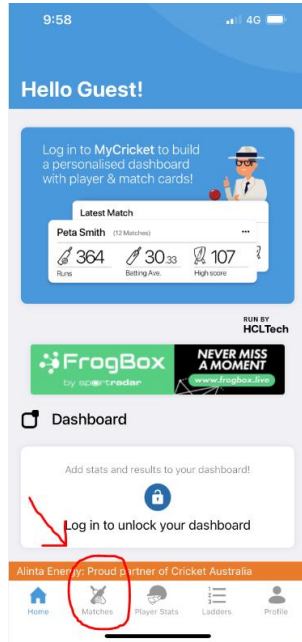 9:58
4G
Hello Guest!
Log in to MyCricket to build
a personalised dashboard
with player & match cards!
Latest Match
Peta Smith (12 Matches)
364
30.33
107
Runs
Batting Ave.
High score
RUN BY
HCLTech
FrogBox
by sportradar
NEVER MISS
A MOMENT
www.frogbox.live
Dashboard
Add stats and results to your dashboard!
Log in to unlock your dashboard
Alinta Energy: Proud partner of Cricket Australia
Home
Matches
Player Stats
Ladders
Profile